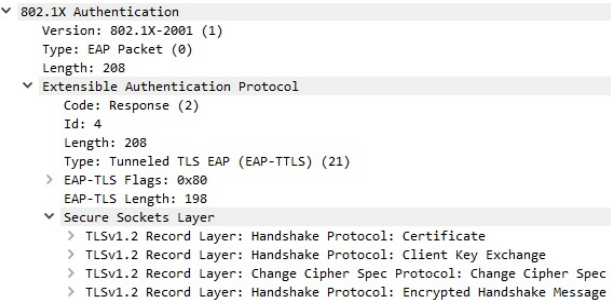 802.1X Authentication
Version: 802.1X-2001 (1)
Type: EAP Packet (0)
Length: 208
Extensible Authentication Protocol
Code: Response (2)
Id: 4
Length: 208
Type: Tunneled TLS EAP (EAP-TTLS) (21)
EAP-TLS Flags: 0x80
EAP-TLS Length: 198
Secure Sockets Layer
TLSv1.2 Record Layer: Handshake Protocol: Certificate
TLSv1.2 Record Layer: Handshake Protocol: Client Key Exchange
TLSv1.2 Record Layer: Change Cipher Spec Protocol: Change Cipher Spec
TLSv1.2 Record Layer: Handshake Protocol: Encrypted Handshake Message